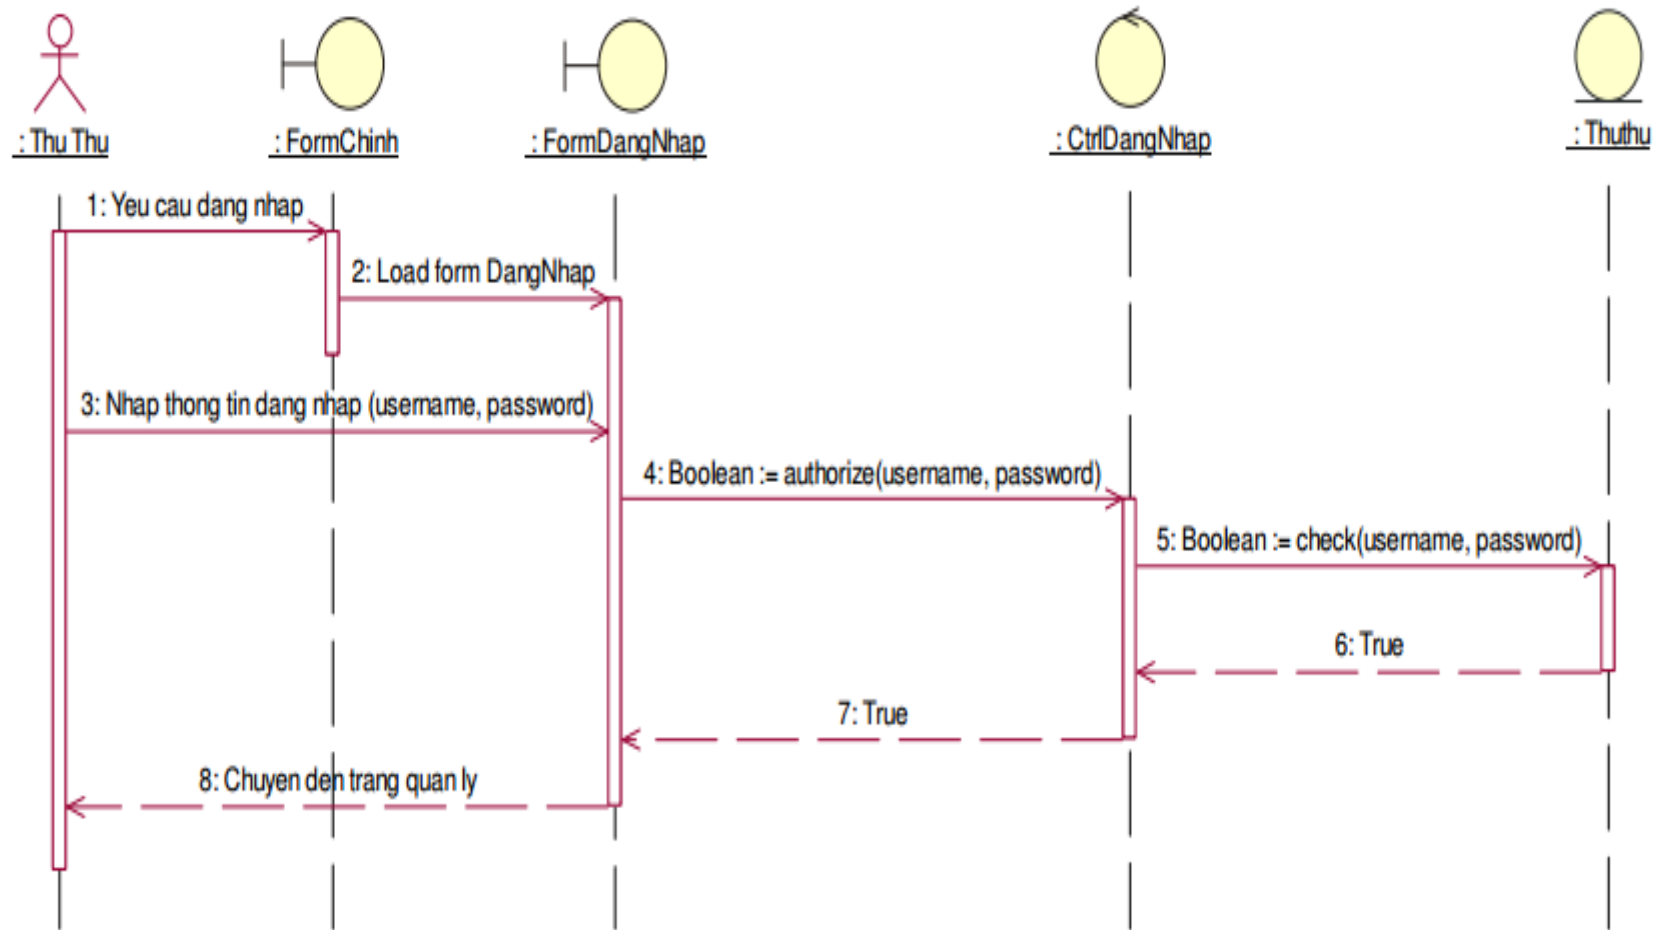 : Thu Thu
: FormChinh
: FormDangNhap
: CtrlDangNhap
: Thuthu
1: Yeu cau dang nhap
2: Load form DangNhap
3: Nhap thong tin dang nhap (username, password)
4: Boolean := authorize(username, password)
5: Boolean := check(username, password)
6: True
7: True
8: Chuyen den trang quan ly